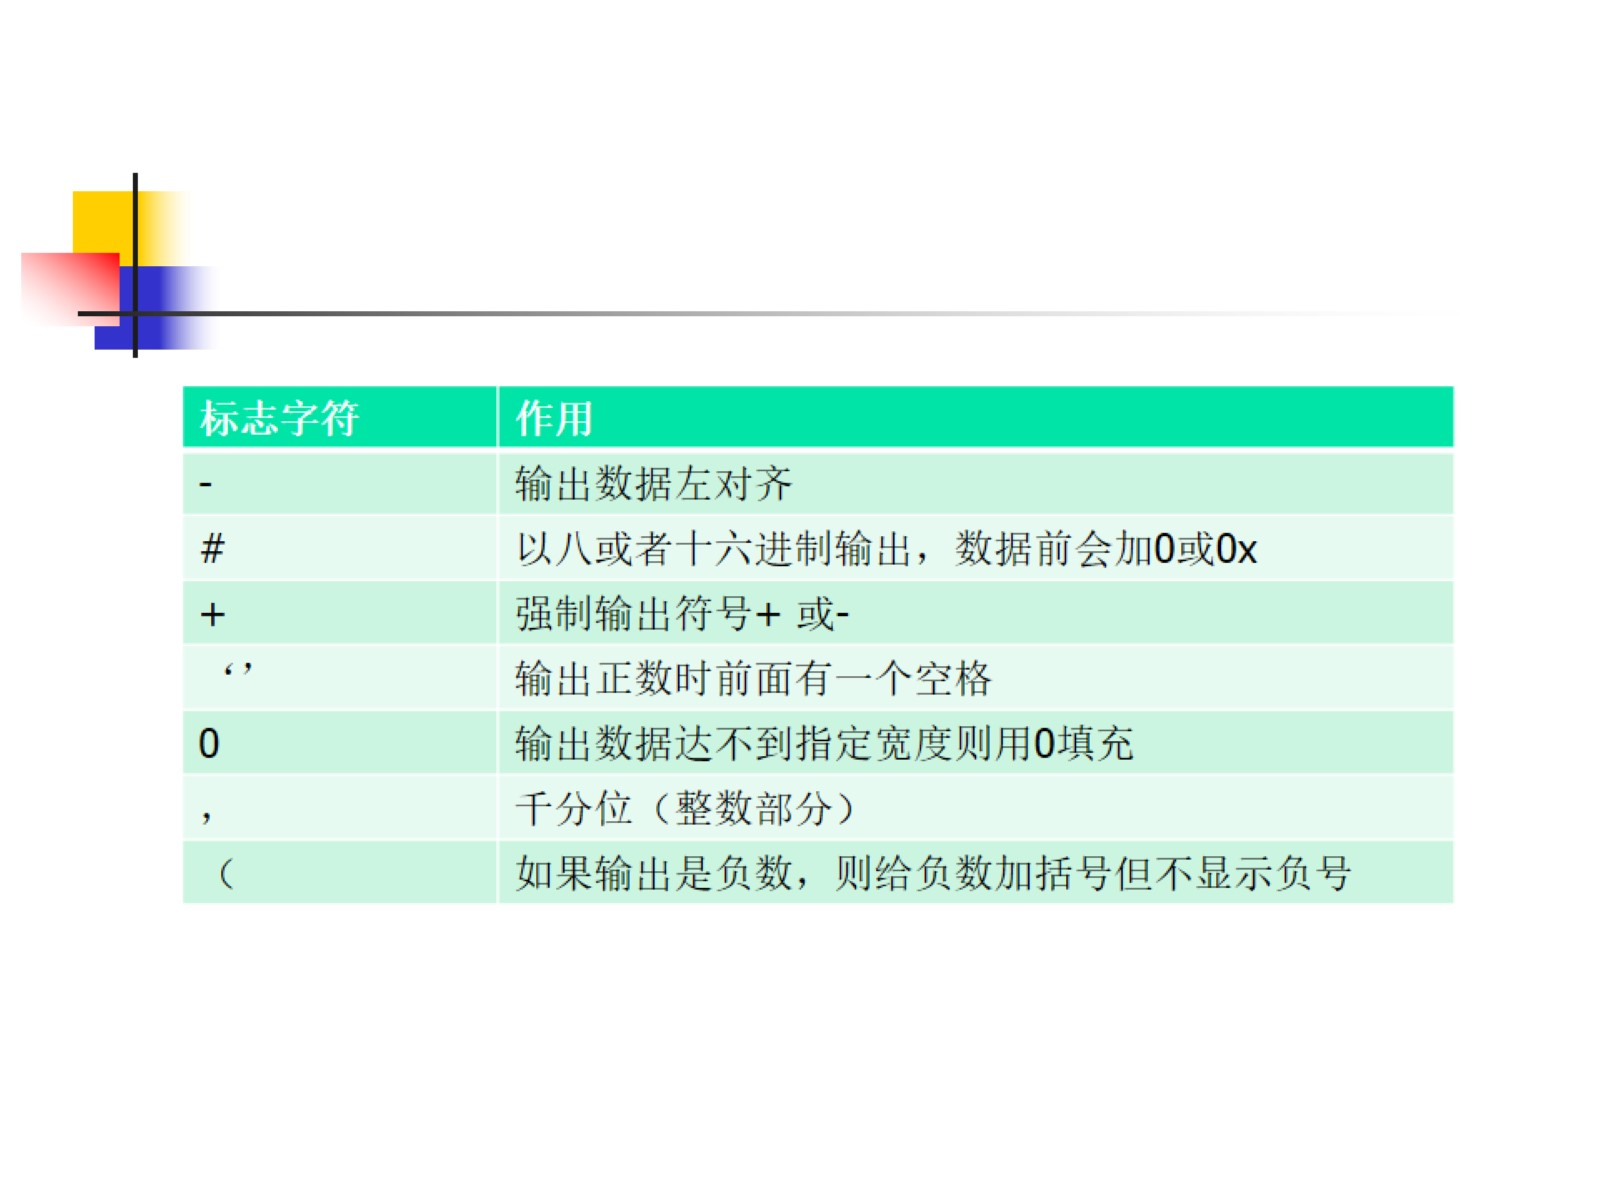 标志字符 作用
- 输出数据左对齐
# 以八或者十六进制输出，数据前会加0或0x
+ 强制输出符号+ 或-
‘’ 输出正数时前面有一个空格
0 输出数据达不到指定宽度则用0填充
， 千分位（整数部分）
（ 如果输出是负数，则给负数加括号但不显示负号